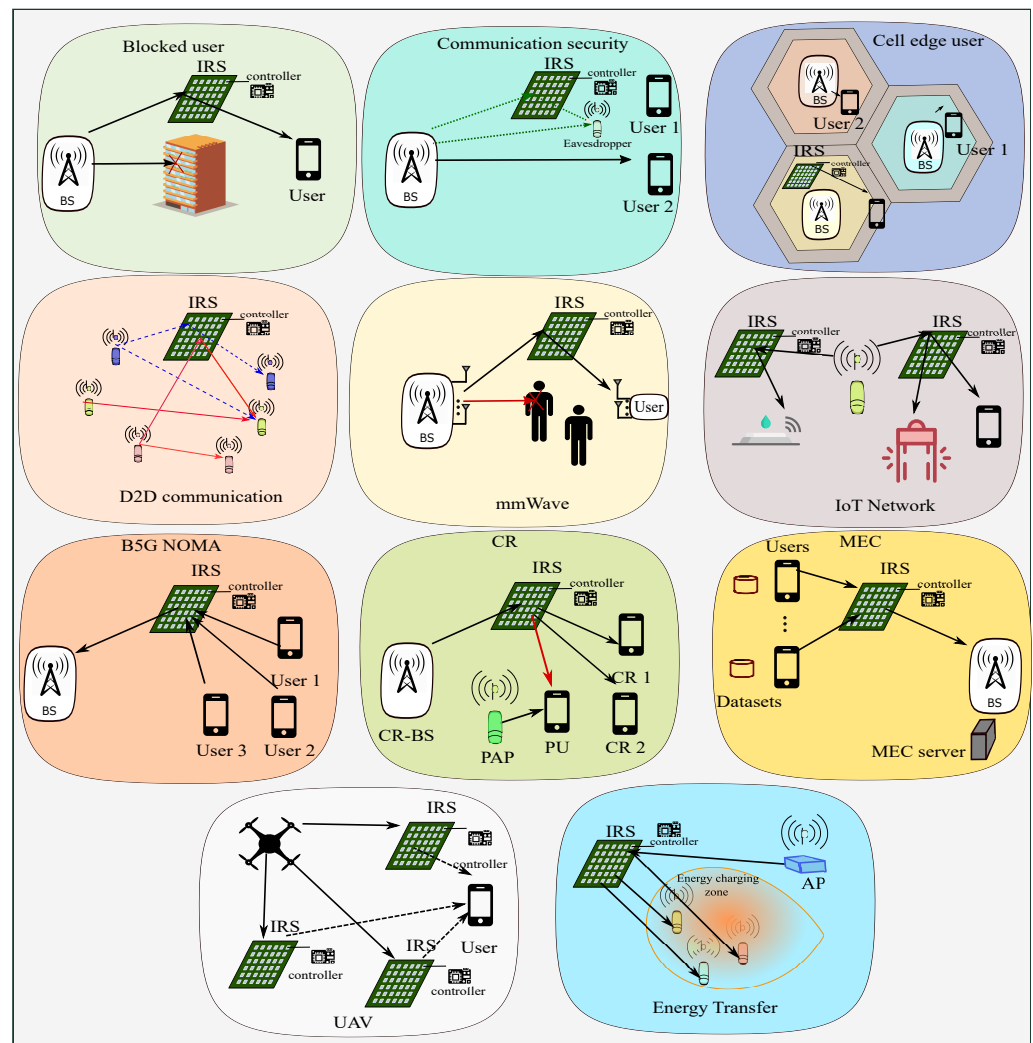 Blocked user
IRS
controller
BS
User
Communication security
IRS
controller
User 1
Eavesdropper
BS
User 2
Cell edge user
BS
User 2
BS
User 1
IRS
controller
BS
IRS
controller
D2D communication
IRS
controller
BS
User
mmWave
IRS
controller
IRS
controller
IoT Network
B5G NOMA
IRS
controller
BS
User 1
User 3
User 2
CR
IRS
controller
CR-BS
CR 1
PAP
PU
CR 2
Users
MEC
IRS
controller
Datasets
BS
MEC server
IRS
controller
IRS
controller
IRS
controller
User
UAV
IRS
controller
AP
Energy charging
zone
Energy Transfer